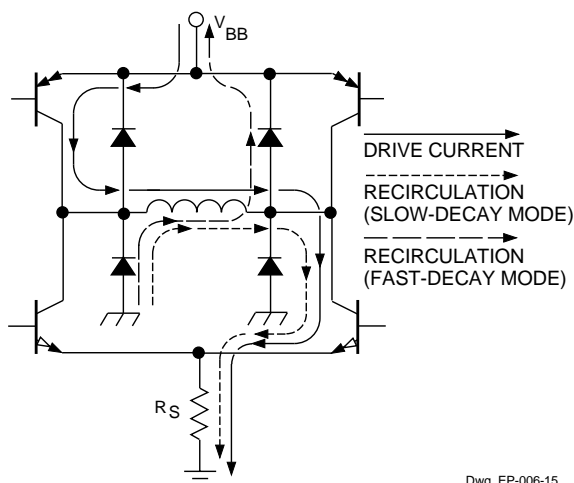 V BB
DRIVE CURRENT
RECIRCULATION
(SLOW-DECAY MODE)
RECIRCULATION
(FAST-DECAY MODE)
R S
Dwg. EP-006-15